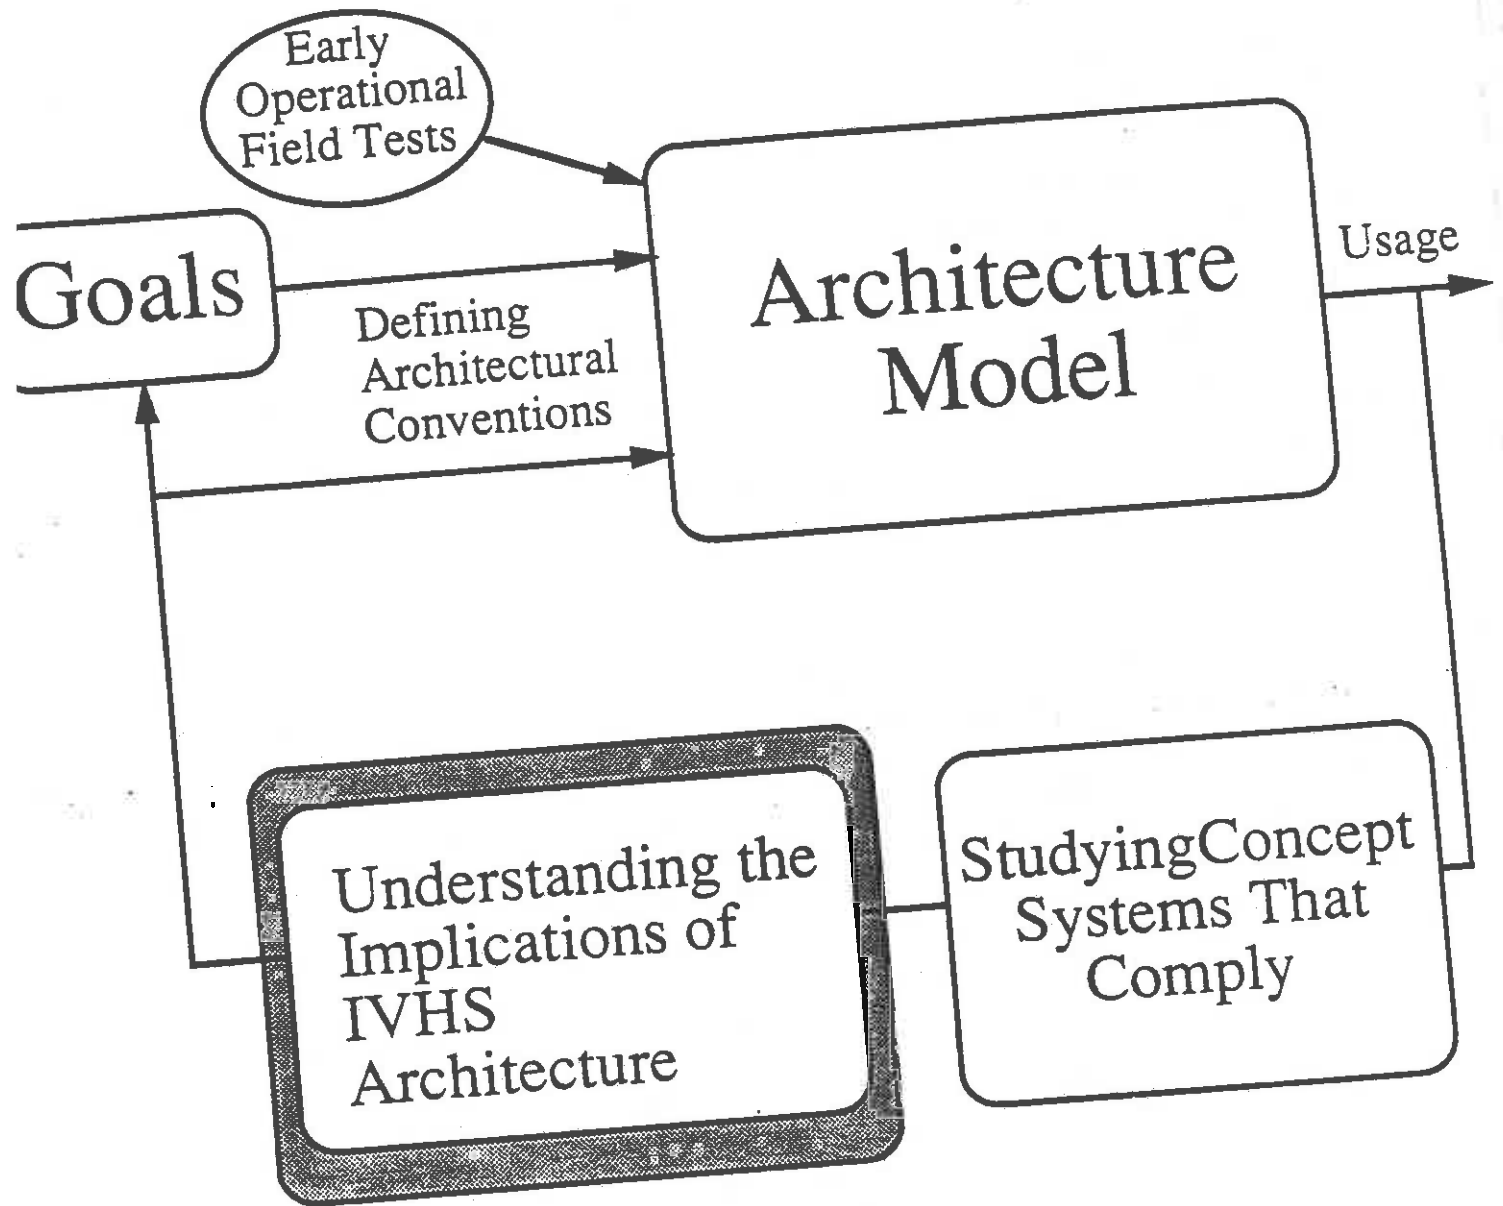 Early
Operational
Field Tests
Goals
Defining
Architectural
Conventions
Architecture
Model
Usage
Understanding the
Implications of
IVHS
Architecture
StudyingConcept
Systems That
Comply